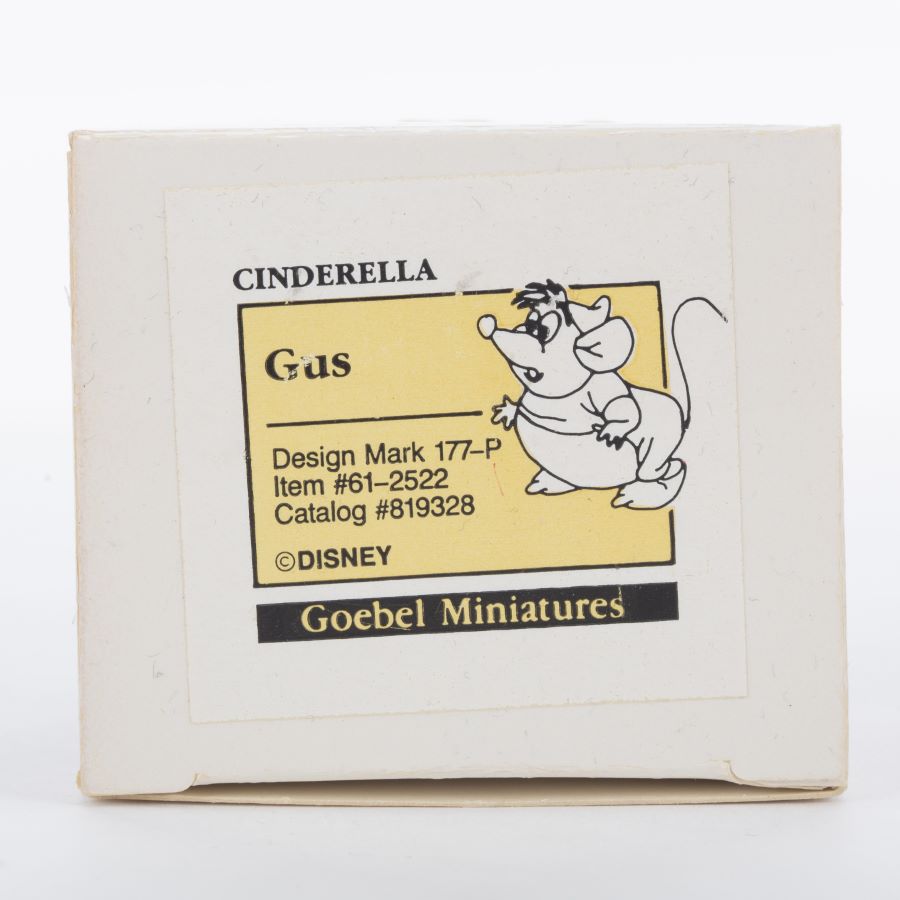 CINDERELLA
Gus
Design Mark 177-P
Item #61-2522
Catalog #819328
©DISNEY
Goebel Miniatures